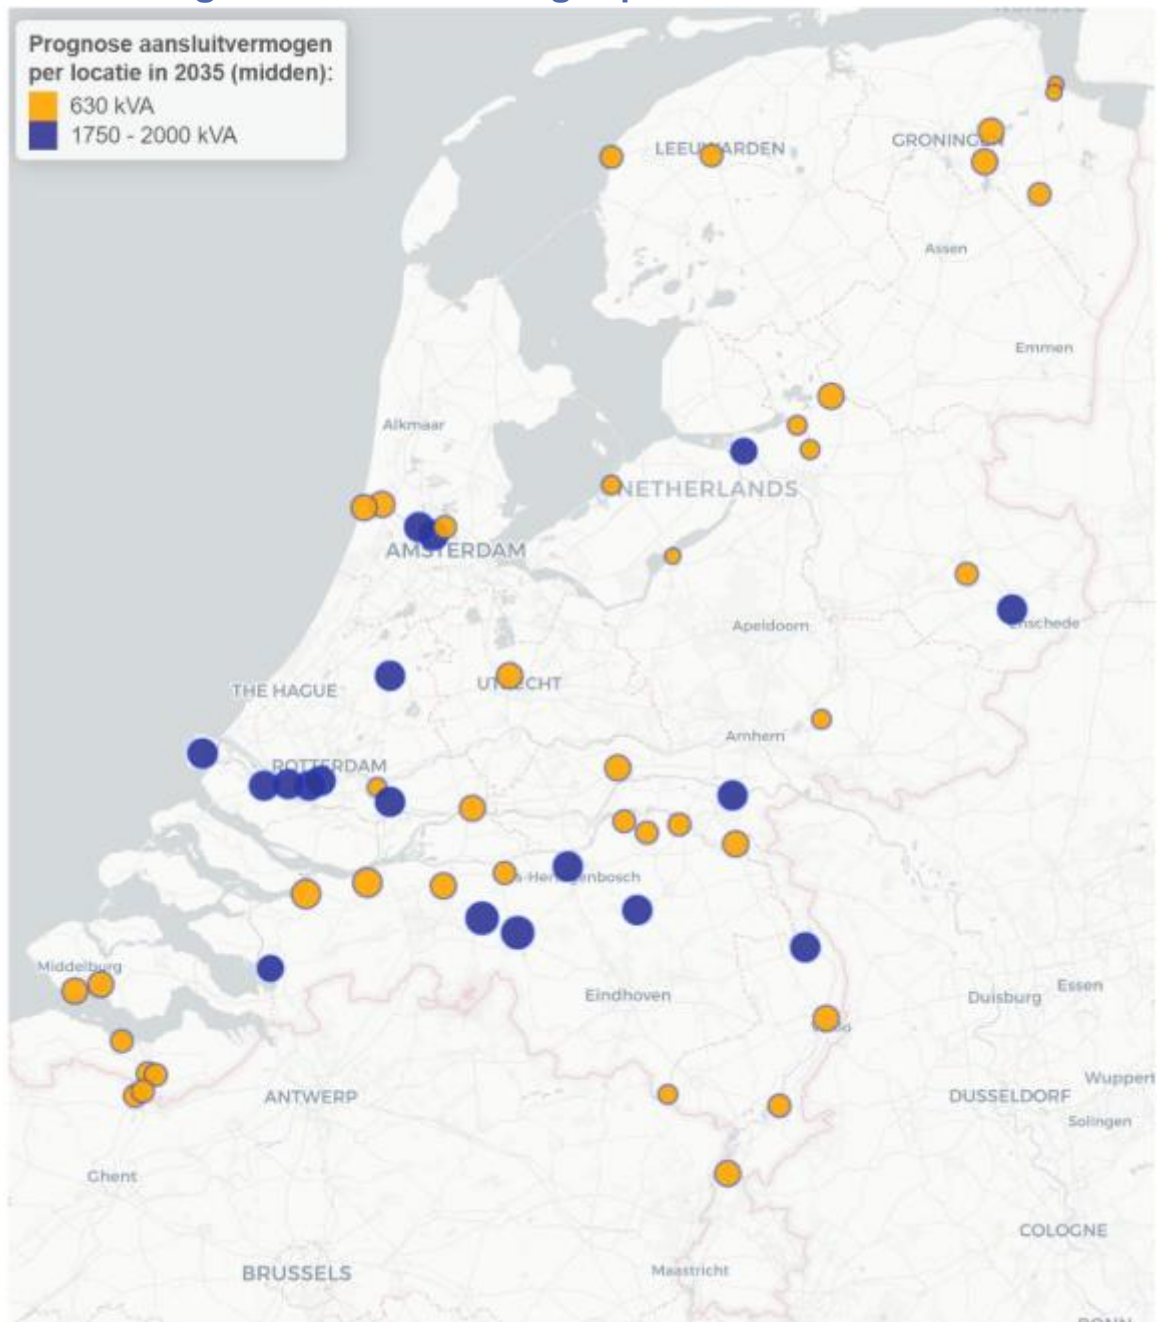 Prognose aansluitvermogen
per locatie in 2035 (midden):
630 kVA
1750 - 2000 kVA
LEEUWARDEN
GRONINGEN
Assen
Emmen
Alkmaar
NETHERLANDS
AMSTERDAM
Apeldoorn
Enschede
THE HAGUE
UTRECHT
Arnhem
ROTTERDAM
's-Hertogenbosch
Middelburg
Eindhoven
Duisburg
Essen
Venlo
Wuppert
ANTWERP
DUSSELDORF
Solingen
Ghent
COLOGNE
BRUSSELS
Maastricht